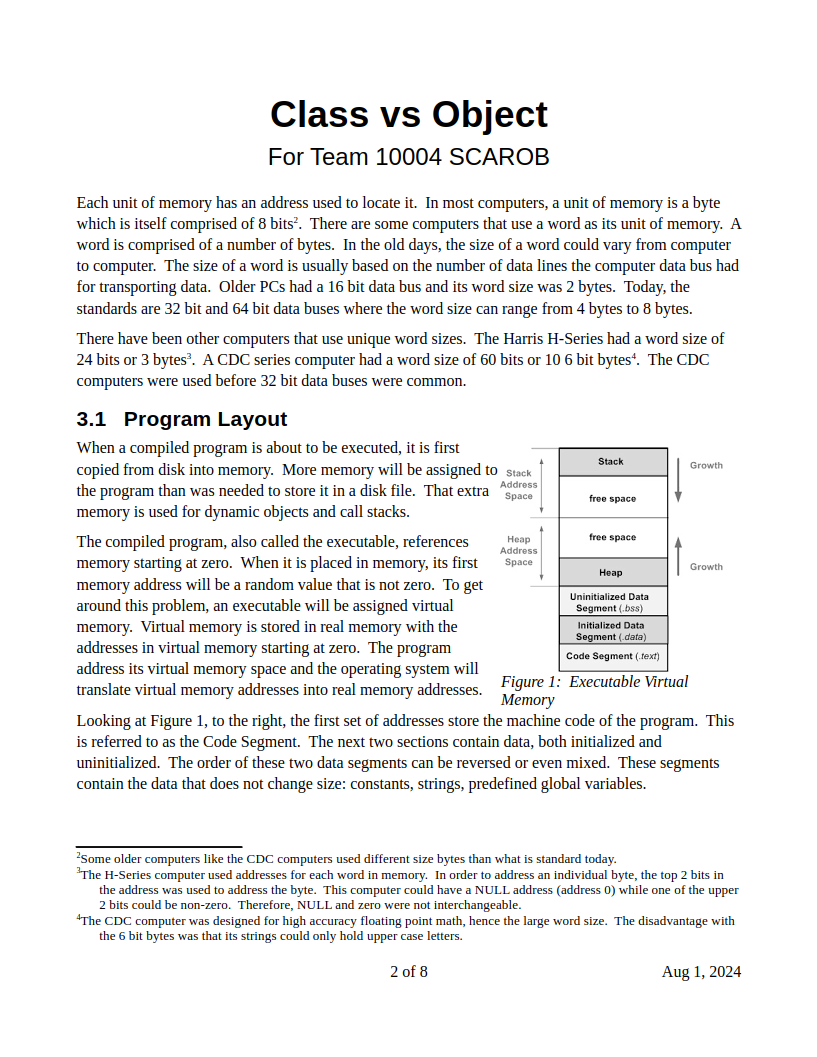 Class vs Object
For Team 10004 SCAROB
Each unit of memory has an address used to locate it.  In most computers, a unit of memory is a byte
which is itself comprised of 8 bits2.  There are some computers that use a word as its unit of memory.  A
word is comprised of a number of bytes.  In the old days, the size of a word could vary from computer
to computer.  The size of a word is usually based on the number of data lines the computer data bus had
for transporting data.  Older PCs had a 16 bit data bus and its word size was 2 bytes.  Today, the
standards are 32 bit and 64 bit data buses where the word size can range from 4 bytes to 8 bytes.
There have been other computers that use unique word sizes.  The Harris H-Series had a word size of
24 bits or 3 bytes3.  A CDC series computer had a word size of 60 bits or 10 6 bit bytes4.  The CDC
computers were used before 32 bit data buses were common.
3.1   Program Layout
When a compiled program is about to be executed, it is first
copied from disk into memory.  More memory will be assigned to
the program than was needed to store it in a disk file.  That extra
memory is used for dynamic objects and call stacks.
The compiled program, also called the executable, references
memory starting at zero.  When it is placed in memory, its first
memory address will be a random value that is not zero.  To get
around this problem, an executable will be assigned virtual
memory.  Virtual memory is stored in real memory with the
addresses in virtual memory starting at zero.  The program
address its virtual memory space and the operating system will
translate virtual memory addresses into real memory addresses.
Stack
Address
Space
Heap
Address
Space
Stack
free space
free space
Heap
Uninitialized Data
Segment (.bss)
Initialized Data
Segment (.data)
Code Segment (.text)
Growth
Growth
Figure 1:  Executable Virtual
Memory
Looking at Figure 1, to the right, the first set of addresses store the machine code of the program.  This
is referred to as the Code Segment.  The next two sections contain data, both initialized and
uninitialized.  The order of these two data segments can be reversed or even mixed.  These segments
contain the data that does not change size: constants, strings, predefined global variables.
2Some older computers like the CDC computers used different size bytes than what is standard today.
3The H-Series computer used addresses for each word in memory.  In order to address an individual byte, the top 2 bits in
the address was used to address the byte.  This computer could have a NULL address (address 0) while one of the upper
2 bits could be non-zero.  Therefore, NULL and zero were not interchangeable.
4The CDC computer was designed for high accuracy floating point math, hence the large word size.  The disadvantage with
the 6 bit bytes was that its strings could only hold upper case letters.
2 of 8
Aug 1, 2024